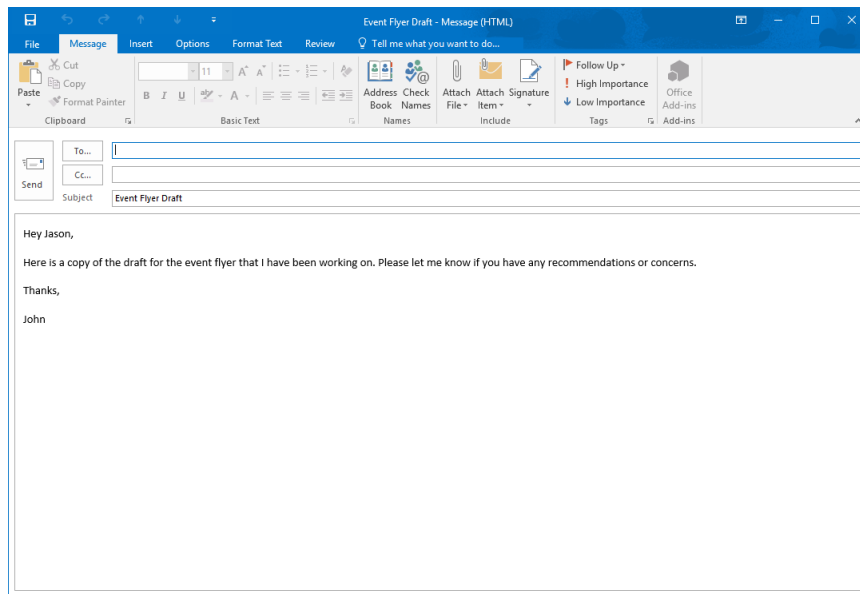 Event Flyer Draft - Message (HTML)
File Message Insert Options Format Text Review Tell me what you want to do...
Cut
Copy
Format Painter
Paste
Clipboard
11
B I U
Basic Text
Address Book
Check Names
Names
Attach File
Attach Item
Signature
Include
Follow Up
High Importance
Low Importance
Tags
Office Add-ins
Add-ins
Send
To...
Cc...
Subject Event Flyer Draft
Hey Jason,
Here is a copy of the draft for the event flyer that I have been working on. Please let me know if you have any recommendations or concerns.
Thanks,
John